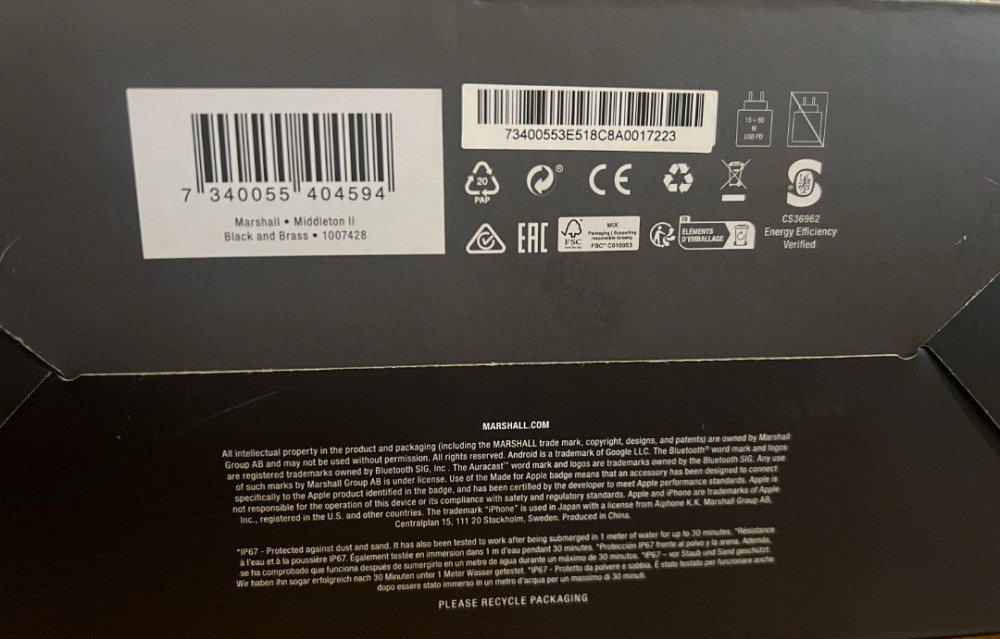 7 340055 404594
Marshall • Middleton II
Black and Brass • 1007428
73400553E518C8A0017223
15 – 60
W
USB PD
20
PAP
®
CE
CS36962
Energy Efficiency
Verified
EAC
FSC
MIX
Packaging | Supporting
responsible forestry
FSC® C010953
FR
ÉLÉMENTS
D'EMBALLAGE
MARSHALL.COM
All intellectual property in the product and packaging (including the MARSHALL trade mark, copyright, designs, and patents) are owned by Marshall
Group AB and may not be used without permission. All rights reserved. Android is a trademark of Google LLC. The Bluetooth® word mark and logos
are registered trademarks owned by Bluetooth SIG, Inc . The Auracast™ word mark and logos are trademarks owned by the Bluetooth SIG. Any use
of such marks by Marshall Group AB is under license. Use of the Made for Apple badge means that an accessory has been designed to connect
specifically to the Apple product identified in the badge, and has been certified by the developer to meet Apple performance standards. Apple is
not responsible for the operation of this device or its compliance with safety and regulatory standards. Apple and iPhone are trademarks of Apple
Inc., registered in the U.S. and other countries. The trademark “iPhone” is used in Japan with a license from Aiphone K.K. Marshall Group AB,
Centralplan 15, 111 20 Stockholm, Sweden. Produced in China.
*IP67 - Protected against dust and sand. It has also been tested to work after being submerged in 1 meter of water for up to 30 minutes. *Résistance
à l'eau et à la poussière IP67. Également testée en immersion dans 1 m d'eau pendant 30 minutes. *Protección IP67 frente al polvo y la arena. Además,
se ha comprobado que funciona después de sumergirlo en un metro de agua durante un máximo de 30 minutos. *IP67 – vor Staub und Sand geschützt.
Wir haben ihn sogar erfolgreich nach 30 Minuten unter 1 Meter Wasser getestet. *IP67 - Protetto da polvere e sabbia. È stato testato per funzionare anche
dopo essere stato immerso in un metro d'acqua per un massimo di 30 minuti.
PLEASE RECYCLE PACKAGING